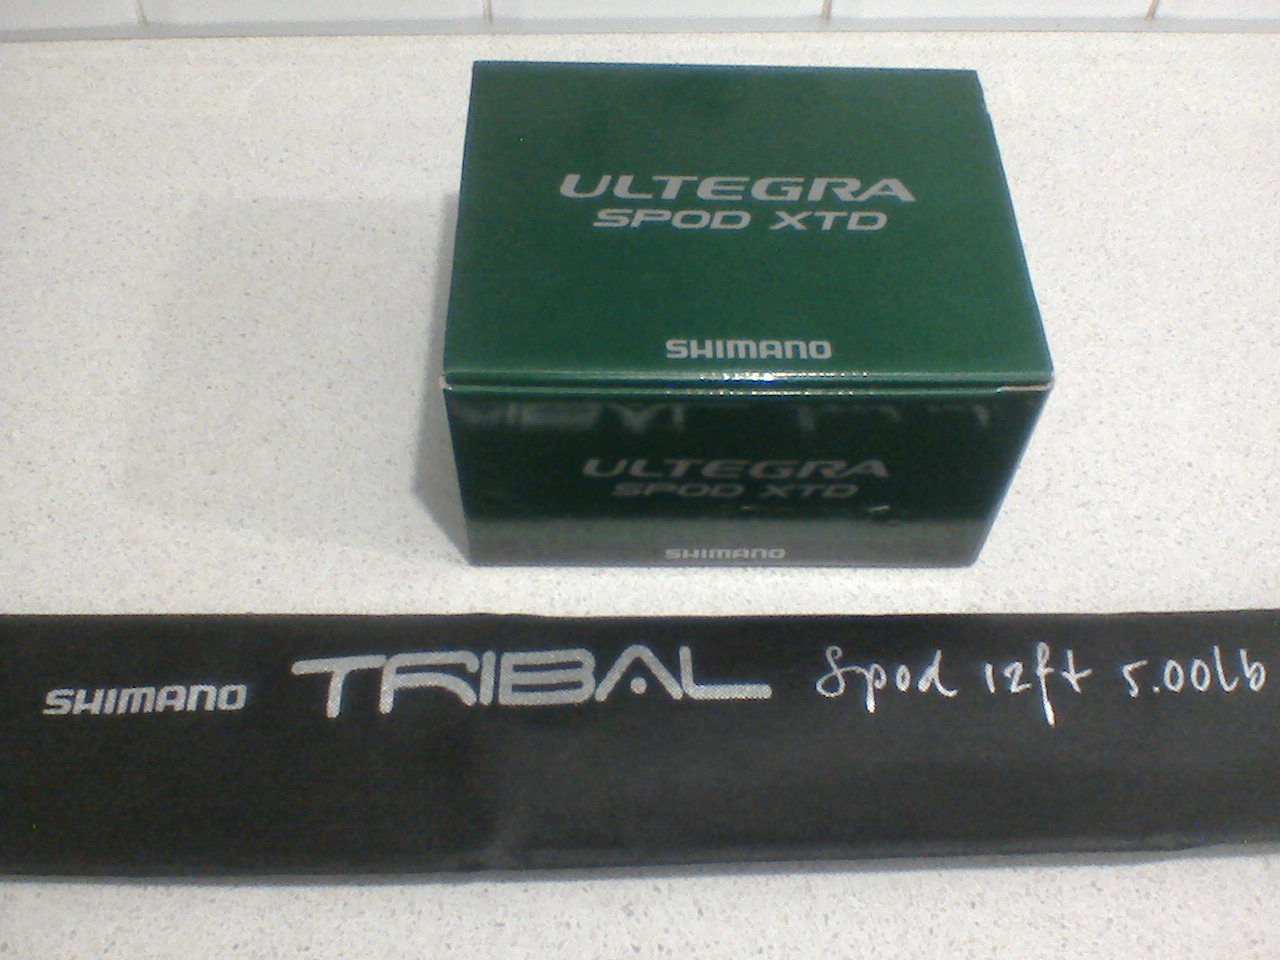 ULTEGRA
SPOD XTD
SHIMANO
ULTEGRA
SPOD XTD
SHIMANO
SHIMANO TRIBAL Spod 12ft 5.00lb